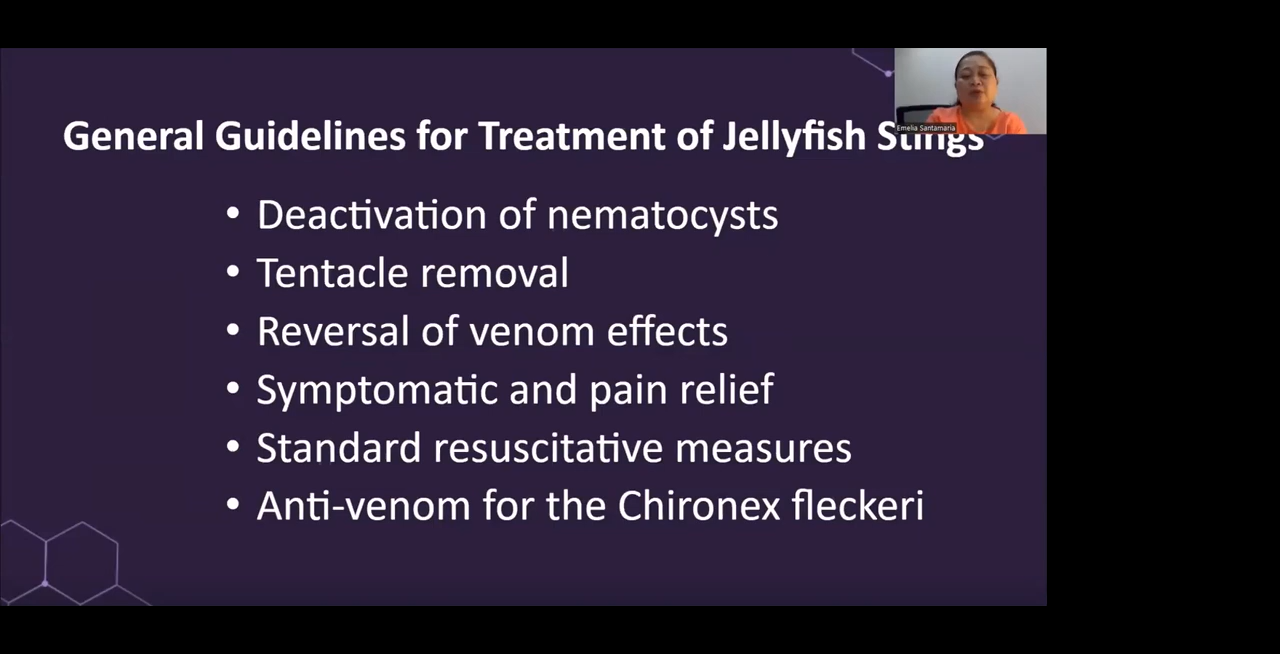 General Guidelines for Treatment of Jellyfish Stings
Emelia Santamaria
• Deactivation of nematocysts
• Tentacle removal
• Reversal of venom effects
• Symptomatic and pain relief
• Standard resuscitative measures
• Anti-venom for the Chironex fleckeri